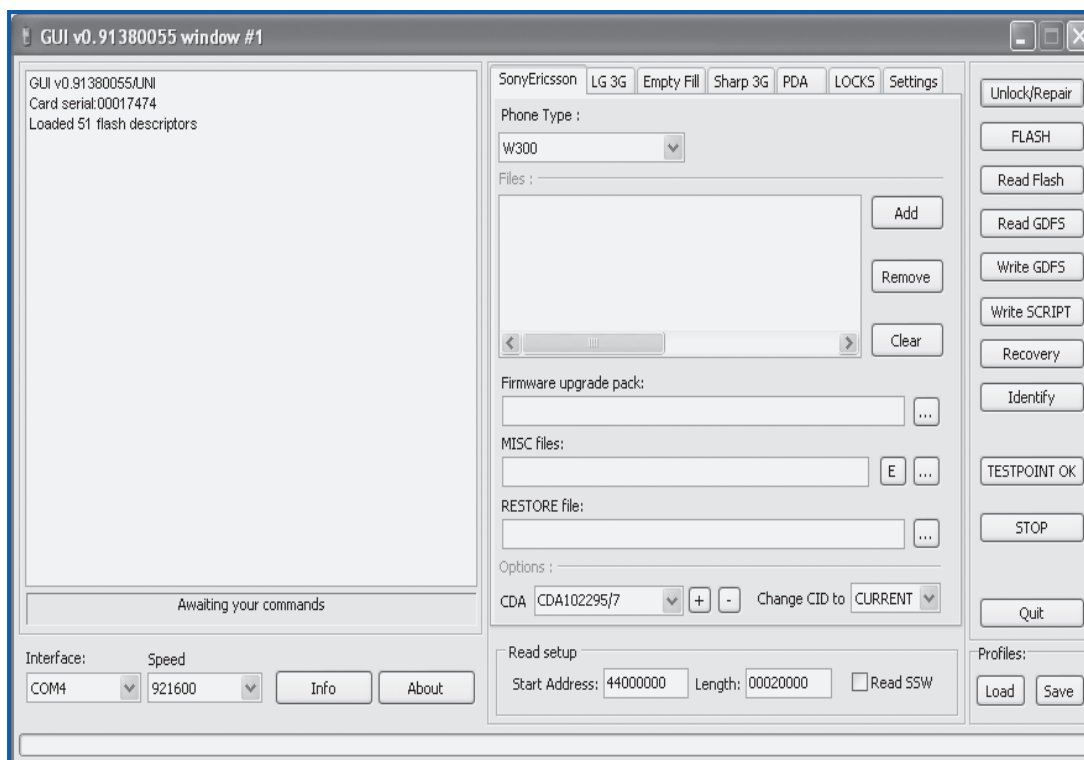 GUI v0.91380055 window #1
GUI v0.91380055/UNI
Card serial:00017474
Loaded 51 flash descriptors
Awaiting your commands
Interface:
Speed
COM4
921600
Info
About
SonyEricsson
LG 3G
Empty Fill
Sharp 3G
PDA
LOCKS
Settings
Phone Type :
W300
Files :
Add
Remove
Clear
Firmware upgrade pack:
...
MISC files:
E
...
RESTORE file:
...
Options :
CDA
CDA102295/7
+
-
Change CID to
CURRENT
Read setup
Start Address:
44000000
Length:
00020000
Read SSW
Unlock/Repair
FLASH
Read Flash
Read GDFS
Write GDFS
Write SCRIPT
Recovery
Identify
TESTPOINT OK
STOP
Quit
Profiles:
Load
Save